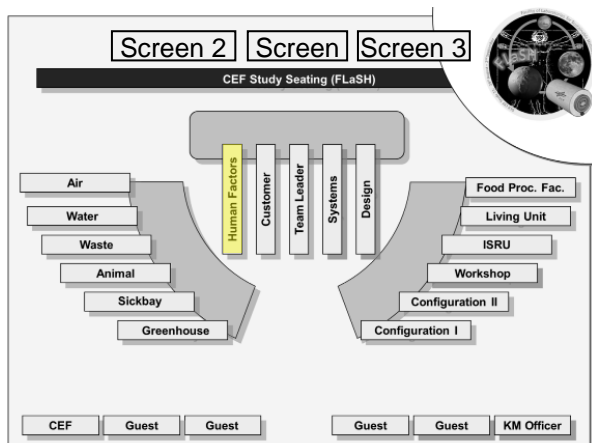 Screen 2
Screen
Screen 3
CEF Study Seating (FLaSH)
FLaSH
Human Factors
Customer
Team Leader
Systems
Design
Air
Water
Waste
Animal
Sickbay
Greenhouse
Food Proc. Fac.
Living Unit
ISRU
Workshop
Configuration II
Configuration I
CEF
Guest
Guest
Guest
Guest
KM Officer